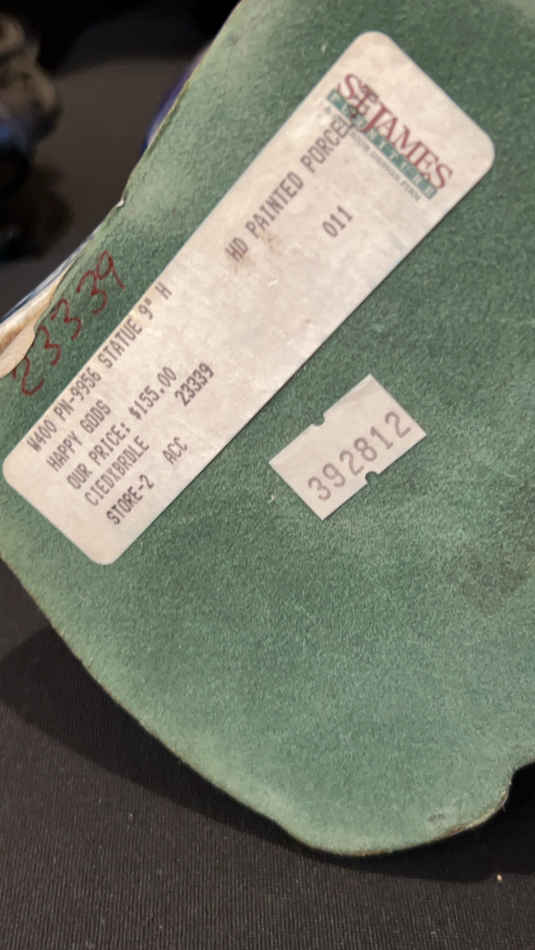 ST. JAMES
HD PAINTED PORCEL
011
W400 PN-9956 STATUE 9" H
HAPPY GODS
OUR PRICE: $155.00
CIEDXBRDLE 23339
STORE-2 ACC
23339
392812